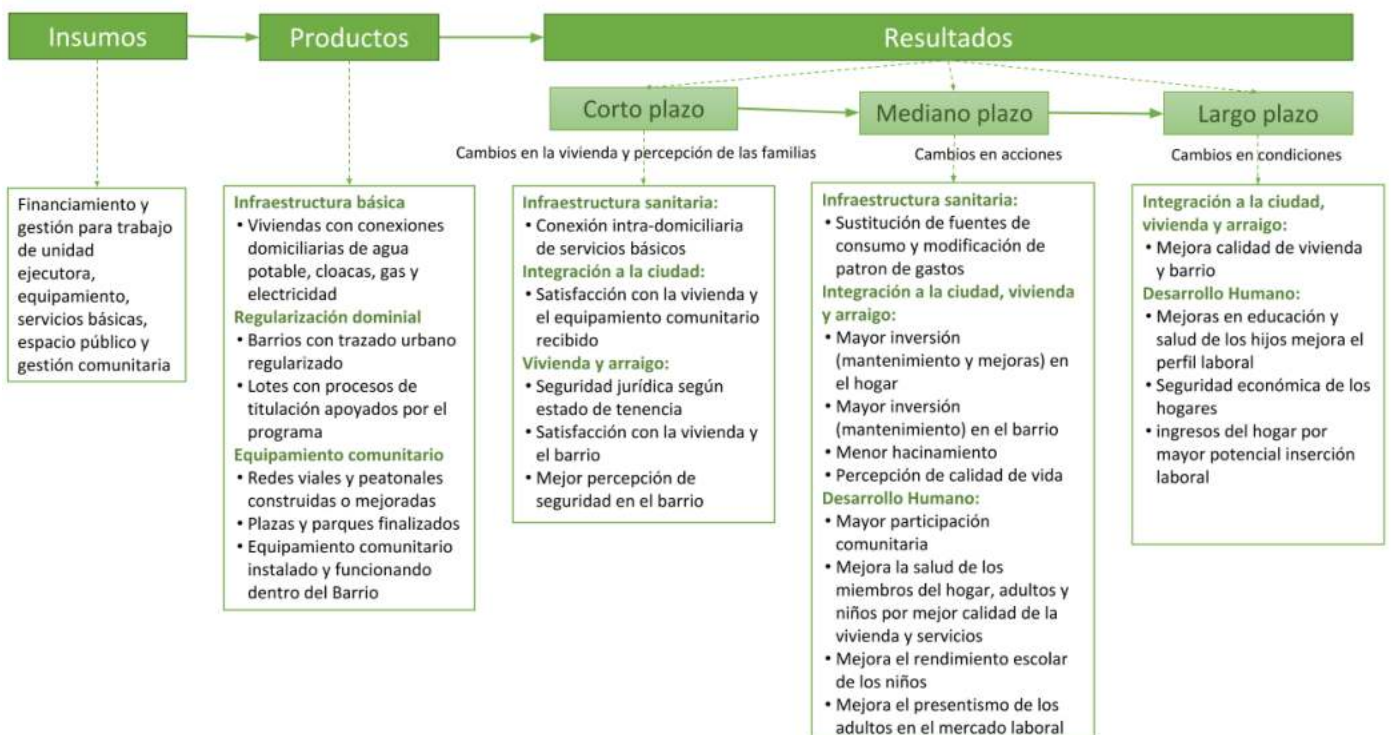 Insumos
Productos
Resultados
Corto plazo
Mediano plazo
Largo plazo
Cambios en la vivienda y percepción de las familias
Cambios en acciones
Cambios en condiciones
Financiamiento y
gestión para trabajo
de unidad
ejecutora,
equipamiento,
servicios básicas,
espacio público y
gestión comunitaria
Infraestructura básica
• Viviendas con conexiones
domiciliarias de agua
potable, cloacas, gas y
electricidad
Regularización dominial
• Barrios con trazado urbano
regularizado
• Lotes con procesos de
titulación apoyados por el
programa
Equipamiento comunitario
• Redes viales y peatonales
construidas o mejoradas
• Plazas y parques finalizados
• Equipamiento comunitario
instalado y funcionando
dentro del Barrio
Infraestructura sanitaria:
• Conexión intra-domiciliaria
de servicios básicos
Integración a la ciudad:
• Satisfacción con la vivienda y
el equipamiento comunitario
recibido
Vivienda y arraigo:
• Seguridad jurídica según
estado de tenencia
• Satisfacción con la vivienda y
el barrio
• Mejor percepción de
seguridad en el barrio
Infraestructura sanitaria:
• Sustitución de fuentes de
consumo y modificación de
patron de gastos
Integración a la ciudad, vivienda
y arraigo:
• Mayor inversión
(mantenimiento y mejoras) en
el hogar
• Mayor inversión
(mantenimiento) en el barrio
• Menor hacinamiento
• Percepción de calidad de vida
Desarrollo Humano:
• Mayor participación
comunitaria
• Mejora la salud de los
miembros del hogar, adultos y
niños por mejor calidad de la
vivienda y servicios
• Mejora el rendimiento escolar
de los niños
• Mejora el presentismo de los
adultos en el mercado laboral
Integración a la ciudad,
vivienda y arraigo:
• Mejora calidad de vivienda
y barrio
Desarrollo Humano:
• Mejoras en educación y
salud de los hijos mejora el
perfil laboral
• Seguridad económica de los
hogares
• ingresos del hogar por
mayor potencial inserción
laboral